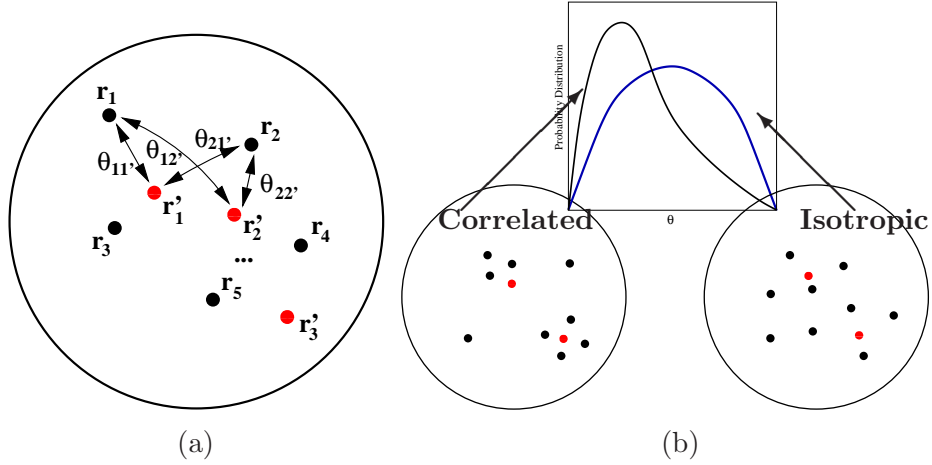 r₁
r₂
θ₂₁'
θ₁₂'
θ₁₁'
θ₂₂'
r'₁
r'₂
r₃
r₄
...
r₅
r'₃
(a)
Probability Distribution
θ
Correlated
Isotropic
(b)